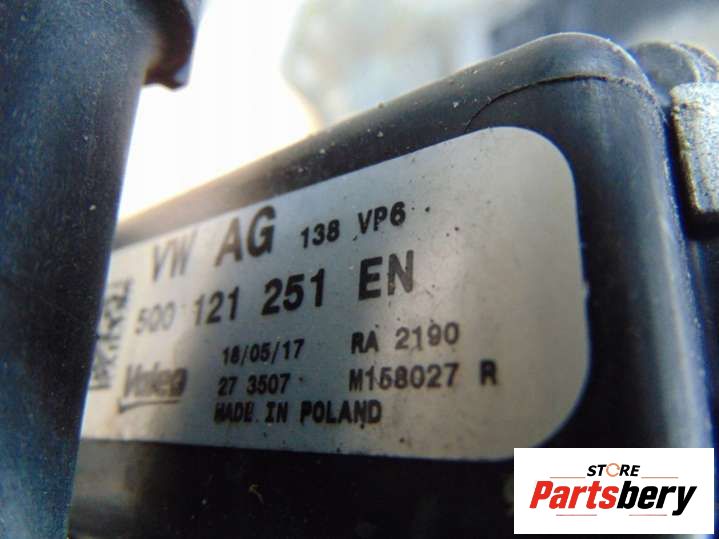 VW AG 138 VP6
5Q0 121 251 EN
18/05/17 RA 2190
Valeo 27 3507 M158027 R
MADE IN POLAND
STORE
Partsbery